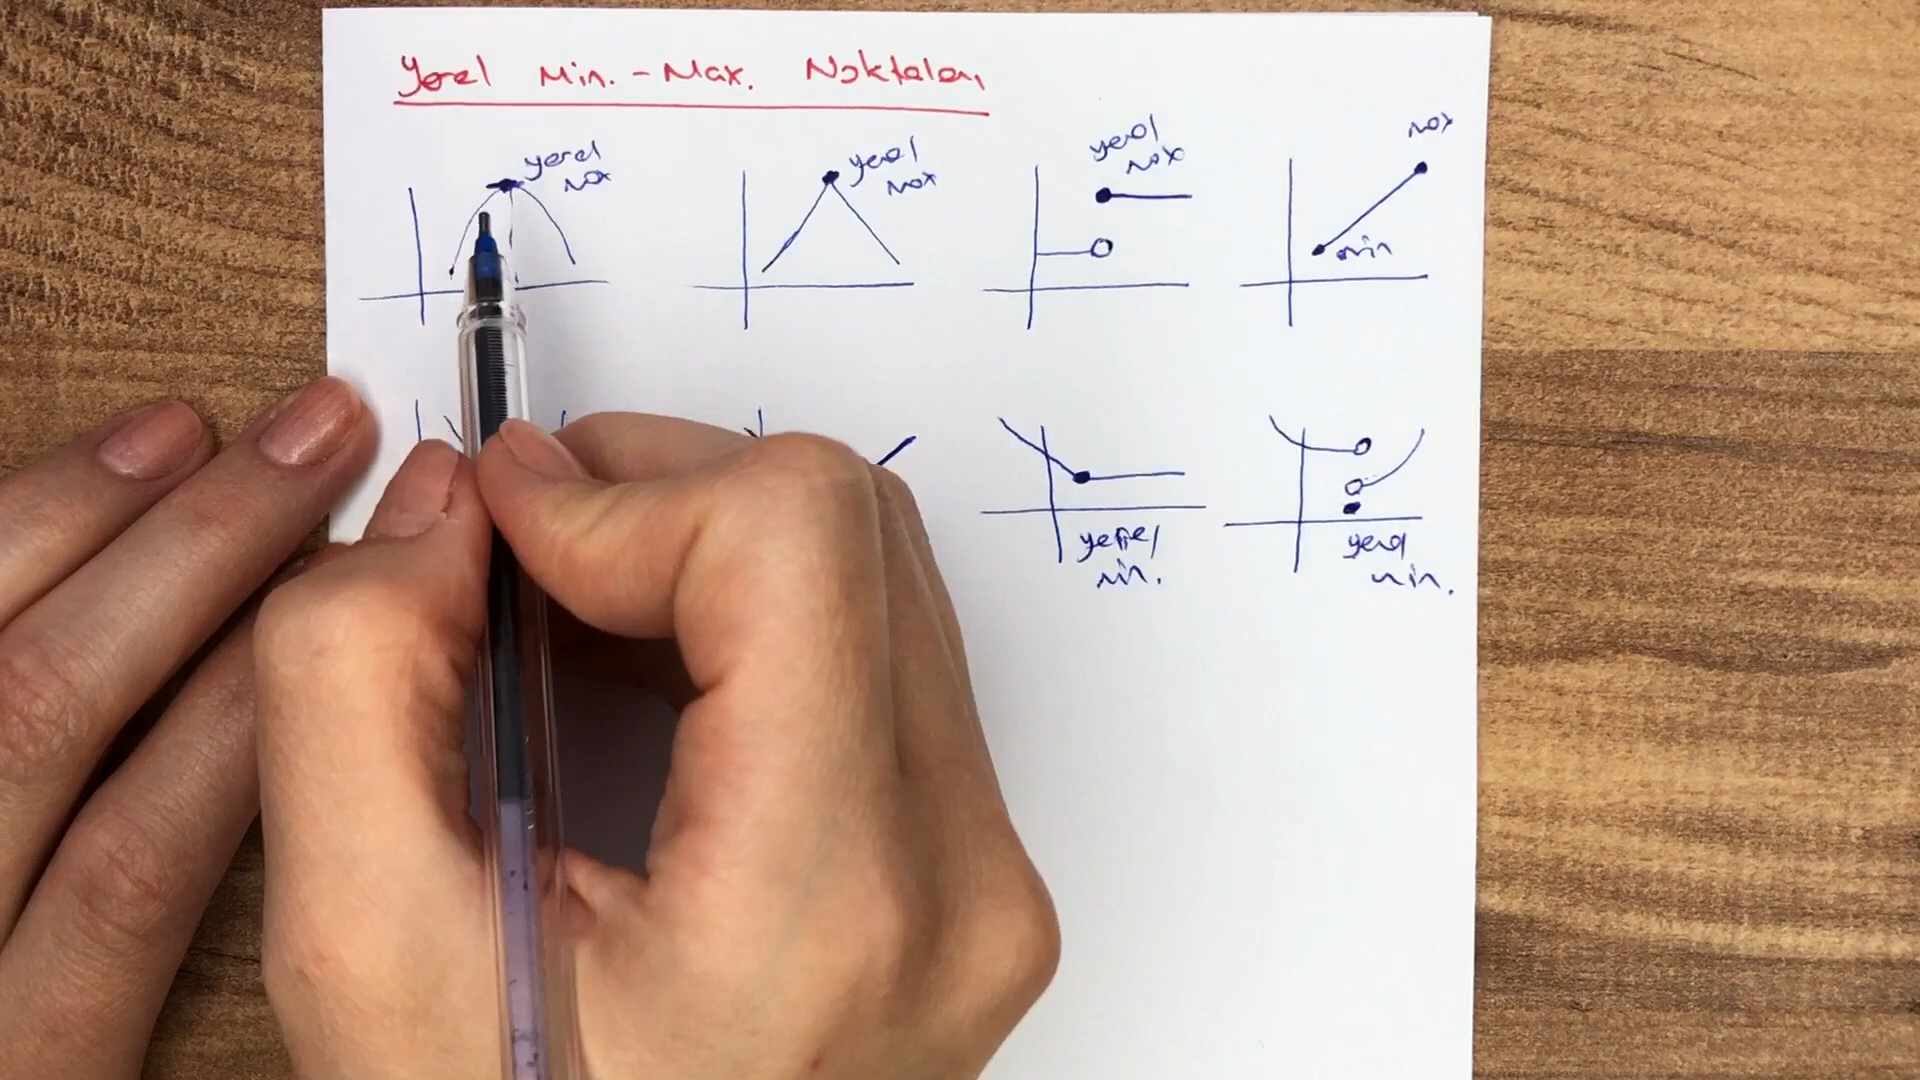 Yerel Min. - Max. Noktaları
yerel
max
yerel
max
yerel
max
max
min
yerel
min.
yerel
min.